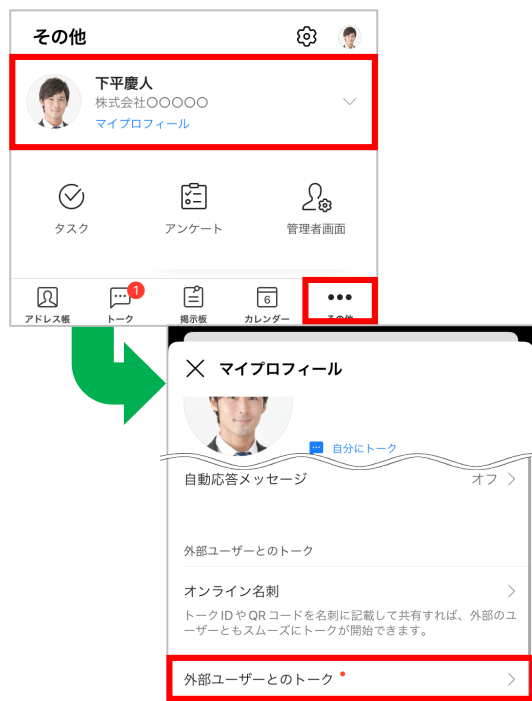 その他
下平慶人
株式会社〇〇〇〇〇
マイプロフィール
タスク
アンケート
管理者画面
1
6
アドレス帳
トーク
掲示板
カレンダー
その他
マイプロフィール
自分にトーク
自動応答メッセージ
オフ
外部ユーザーとのトーク
オンライン名刺
トークIDやQRコードを名刺に記載して共有すれば、外部のユ
ーザーともスムーズにトークが開始できます。
外部ユーザーとのトーク